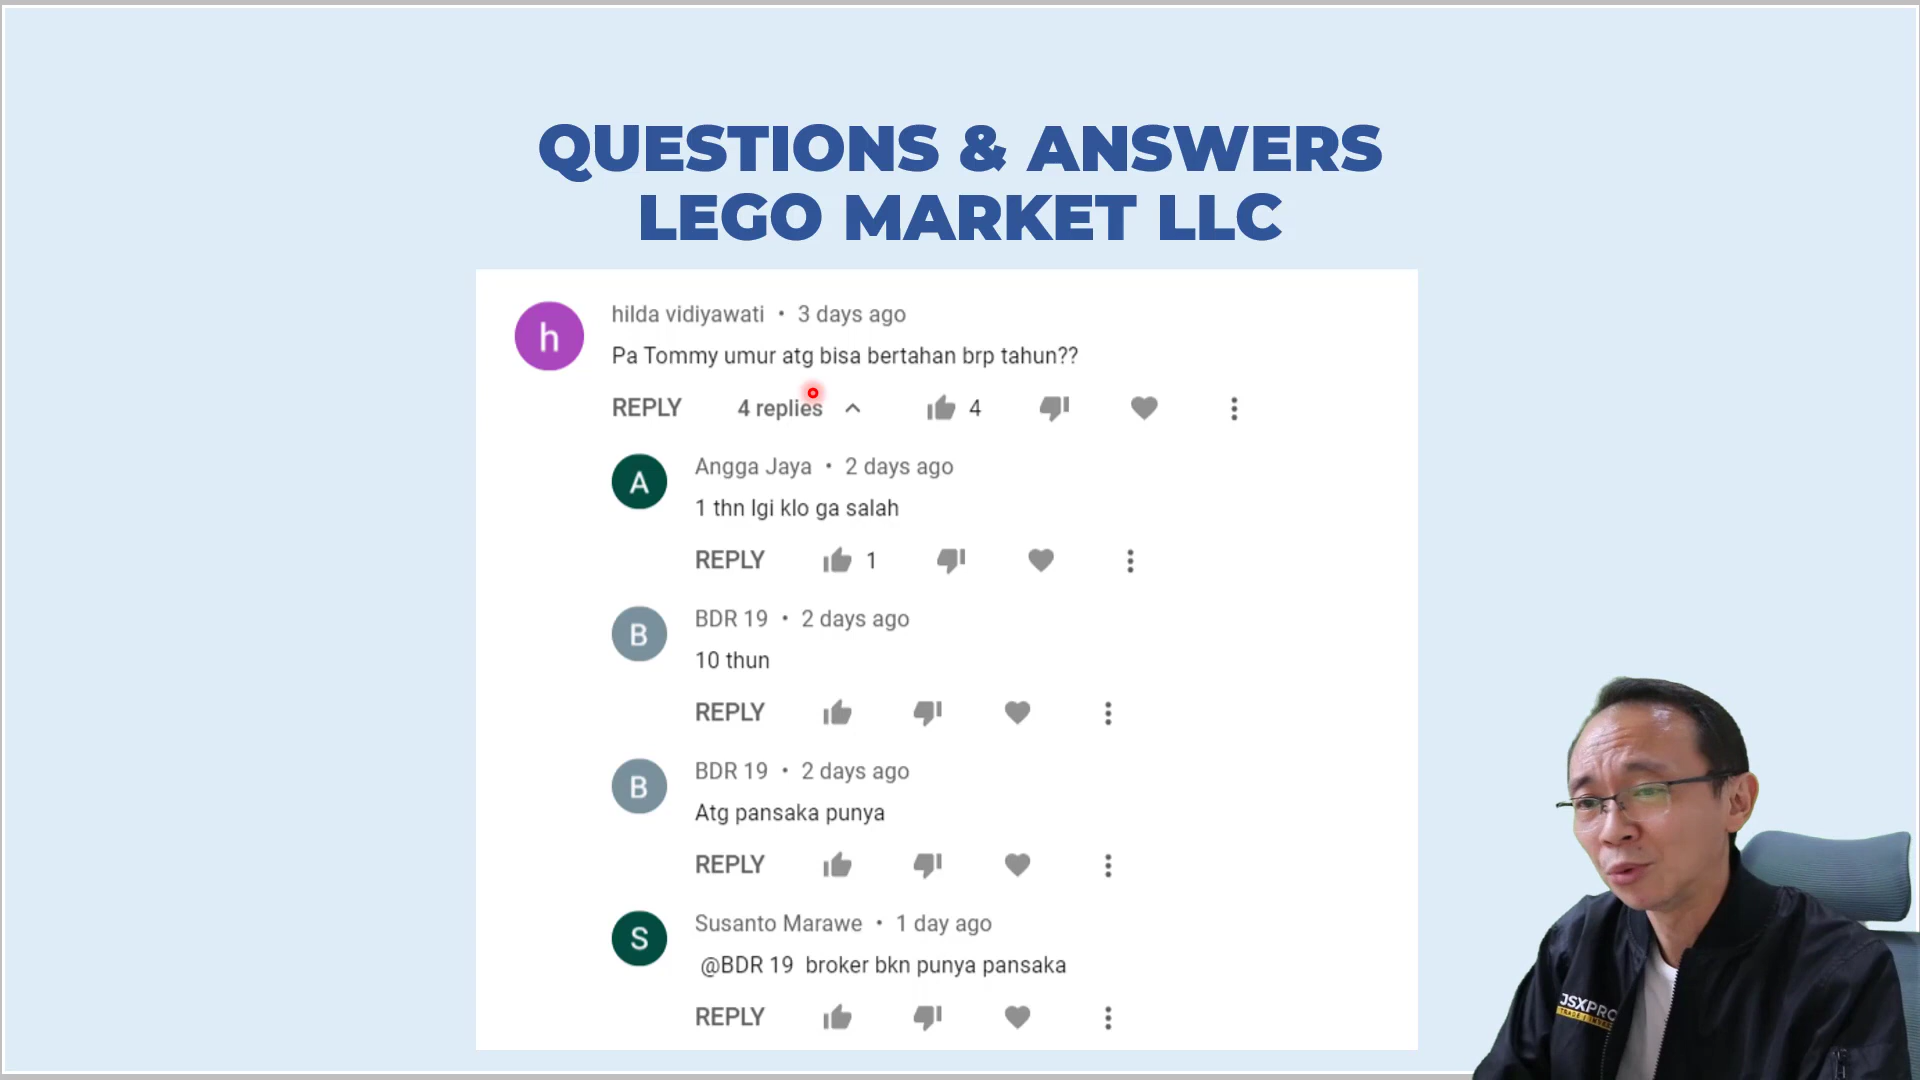 QUESTIONS & ANSWERS
LEGO MARKET LLC
h
hilda vidiyawati • 3 days ago
Pa Tommy umur atg bisa bertahan brp tahun??
REPLY 4 replies 4
A
Angga Jaya • 2 days ago
1 thn lgi klo ga salah
REPLY 1
B
BDR 19 • 2 days ago
10 thun
REPLY
B
BDR 19 • 2 days ago
Atg pansaka punya
REPLY
S
Susanto Marawe • 1 day ago
@BDR 19 broker bkn punya pansaka
REPLY
JSXPRO